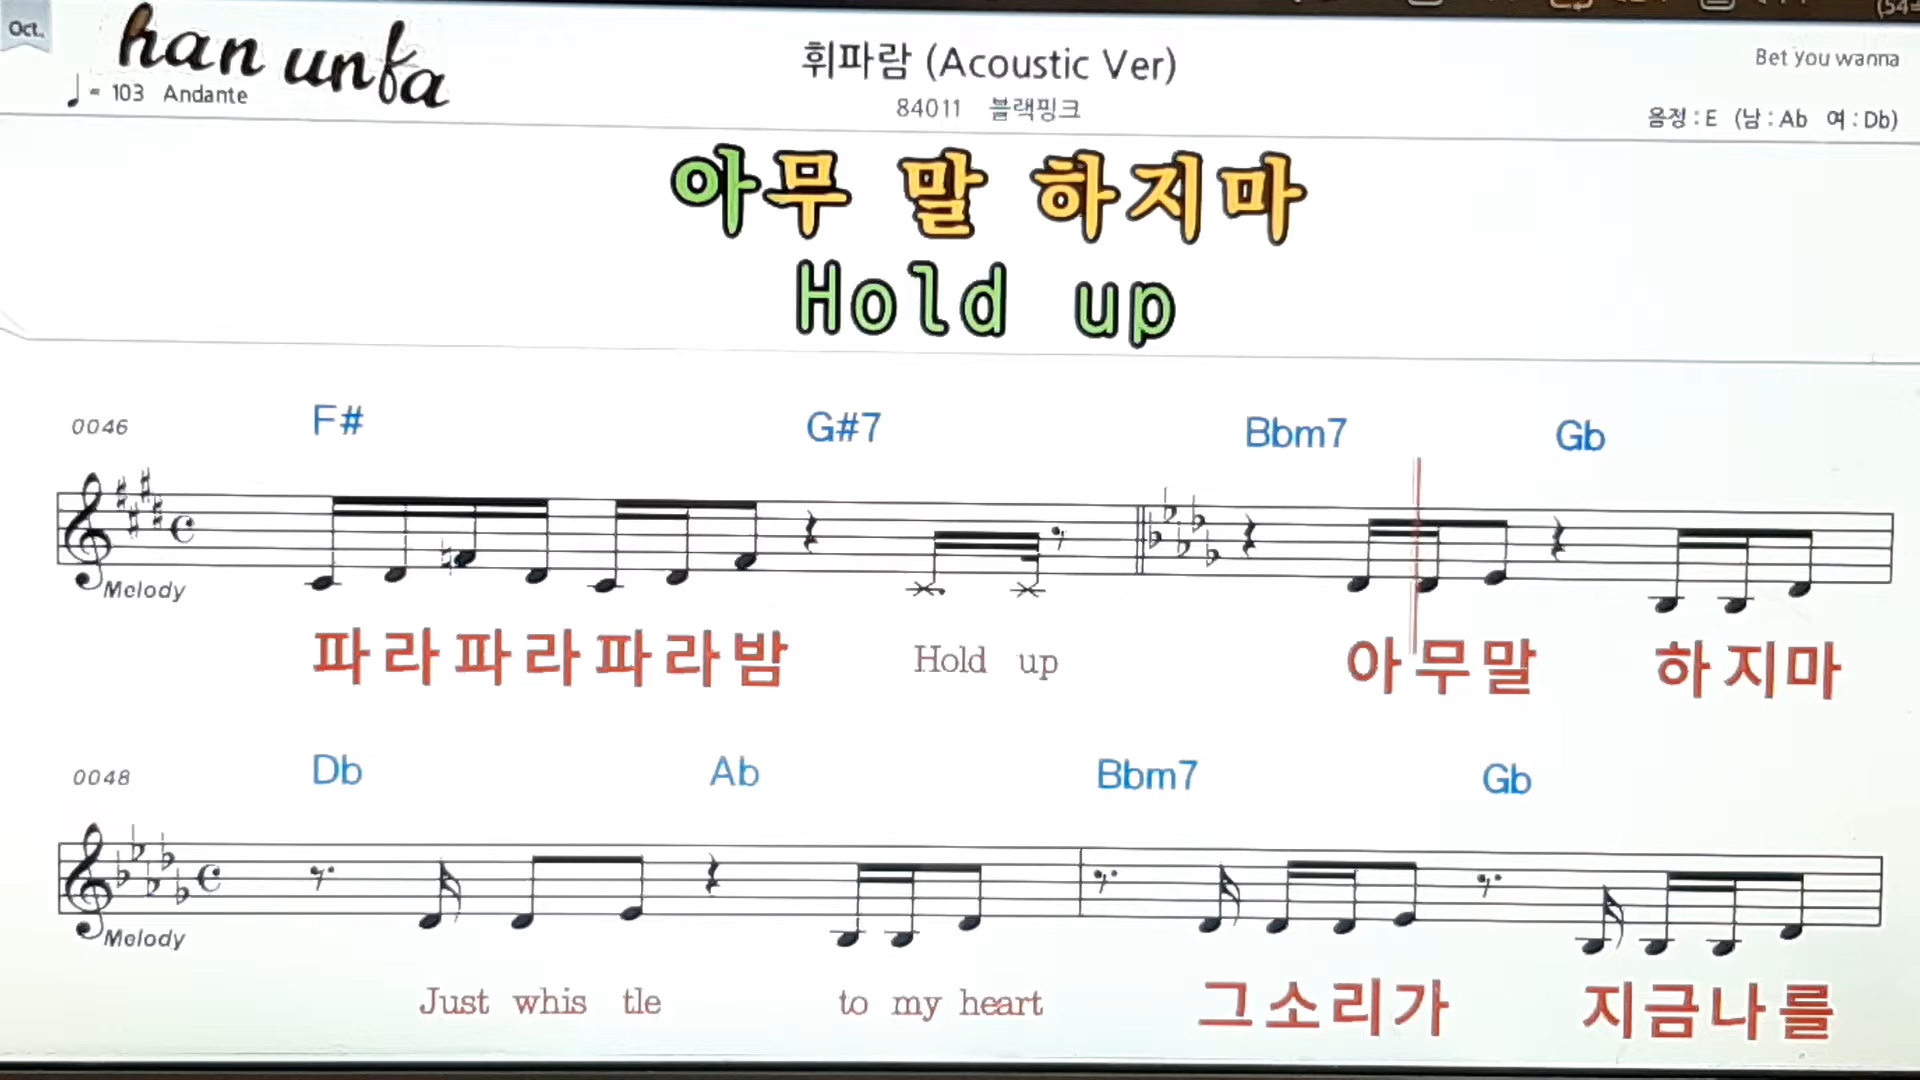 Oct.
han unfa
♩= 103 Andante
휘파람 (Acoustic Ver)
84011 블랙핑크
Bet you wanna
음정 : E (남 : Ab 여 : Db)
아무 말 하지마
Hold up
0046 F# G#7 Bbm7 Gb
Melody
파라파라파라밤 Hold up 아무말 하지마
0048 Db Ab Bbm7 Gb
Melody
Just whis tle to my heart 그소리가 지금나를